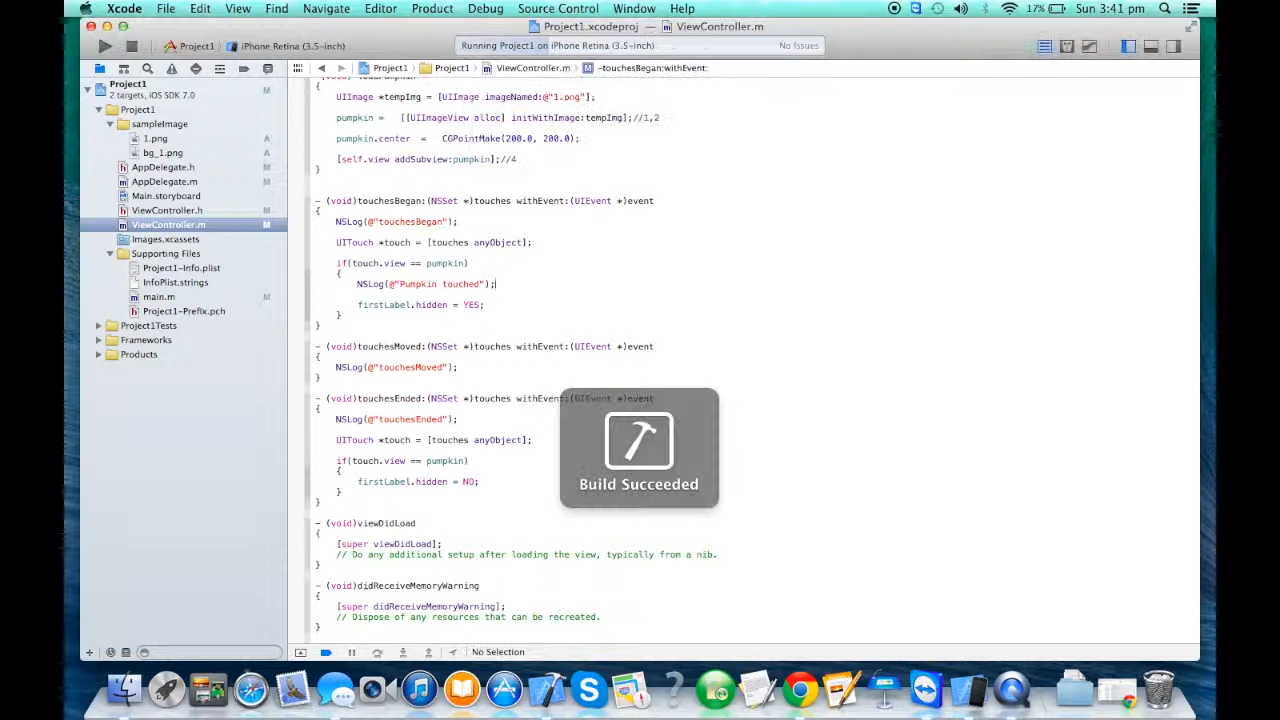 Xcode File Edit View Find Navigate Editor Product Debug Source Control Window Help 17% Sun 3:41 pm
Project1.xcodeproj — ViewController.m
Project1 iPhone Retina (3.5-inch) Running Project1 on iPhone Retina (3.5-inch) No Issues
Project1 Project1 ViewController.m M -touchesBegan:withEvent:
Project1 M
2 targets, iOS SDK 7.0
Project1
sampleImage
1.png A
bg_1.png A
AppDelegate.h M
AppDelegate.m M
Main.storyboard
ViewController.h M
ViewController.m M
Images.xcassets
Supporting Files
Project1-Info.plist
InfoPlist.strings
main.m M
Project1-Prefix.pch
Project1Tests
Frameworks
Products
{
UIImage *tempImg = [UIImage imageNamed:@"1.png"];
pumpkin = [[UIImageView alloc] initWithImage:tempImg];//1,2
pumpkin.center = CGPointMake(200.0, 200.0);
[self.view addSubview:pumpkin];//4
}
- (void)touchesBegan:(NSSet *)touches withEvent:(UIEvent *)event
{
NSLog(@"touchesBegan");
UITouch *touch = [touches anyObject];
if(touch.view == pumpkin)
{
NSLog(@"Pumpkin touched");
firstLabel.hidden = YES;
}
}
- (void)touchesMoved:(NSSet *)touches withEvent:(UIEvent *)event
{
NSLog(@"touchesMoved");
}
- (void)touchesEnded:(NSSet *)touches withEvent:(UIEvent *)event
{
NSLog(@"touchesEnded");
UITouch *touch = [touches anyObject];
if(touch.view == pumpkin)
{
firstLabel.hidden = NO;
}
}
- (void)viewDidLoad
{
[super viewDidLoad];
// Do any additional setup after loading the view, typically from a nib.
}
- (void)didReceiveMemoryWarning
{
[super didReceiveMemoryWarning];
// Dispose of any resources that can be recreated.
}
Build Succeeded
No Selection